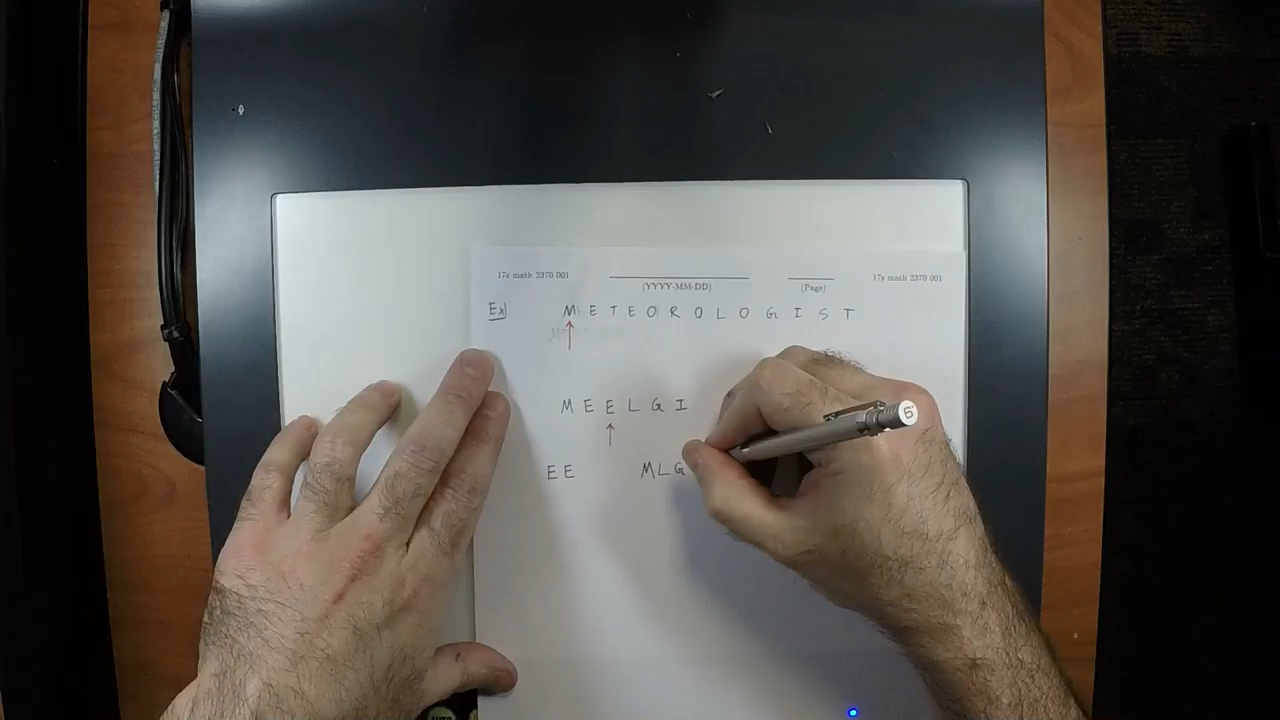 17s math 2370 001 (YYYY-MM-DD) (Page) 17s math 2370 001
Ex) M E T E O R O L O G I S T
M E E L G I
E E M L G